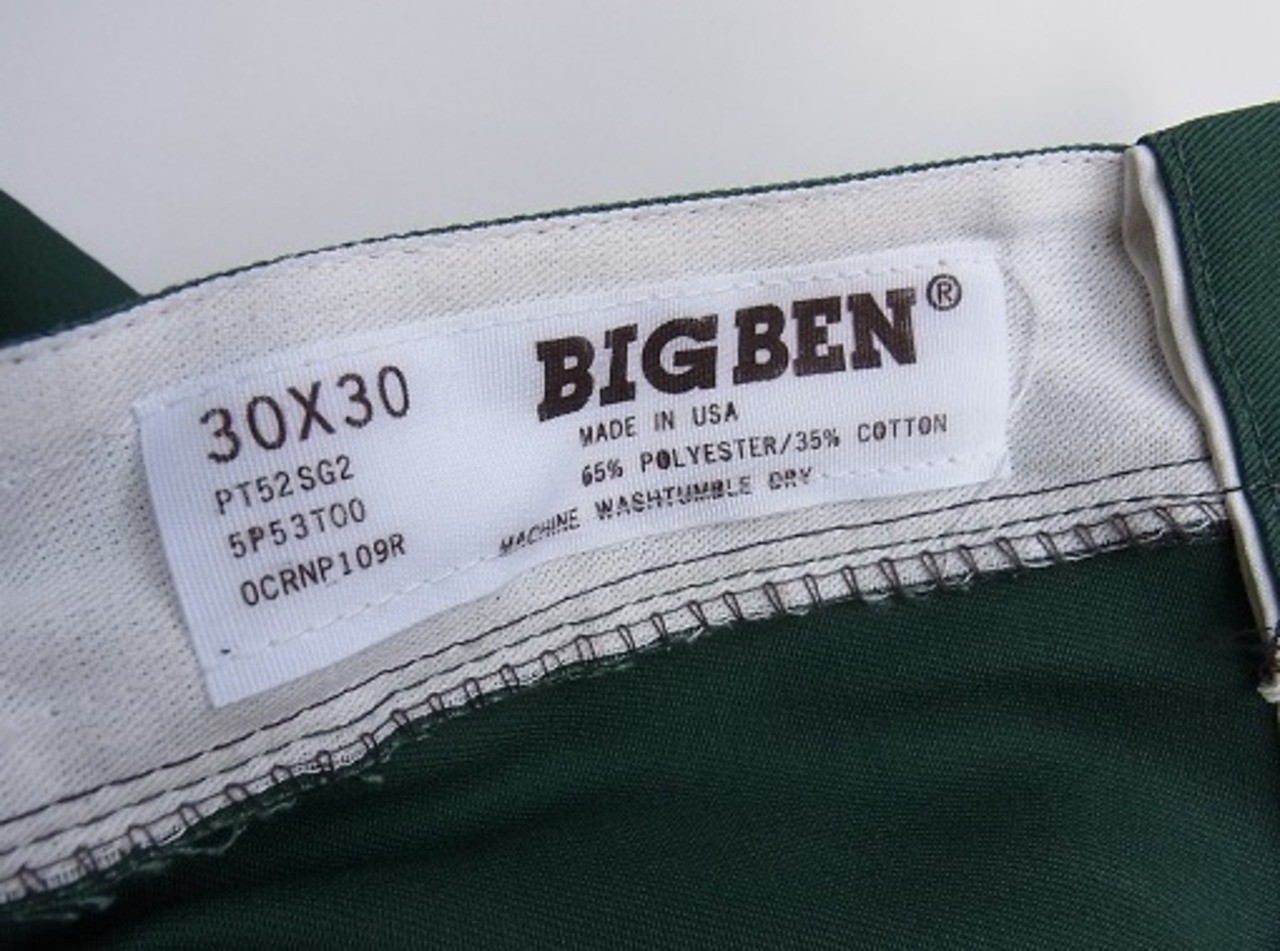 30X30
PT52SG2
5P53T00
0CRNP109R
BIG BEN®
MADE IN USA
65% POLYESTER/35% COTTON
MACHINE WASHTUMBLE DRY